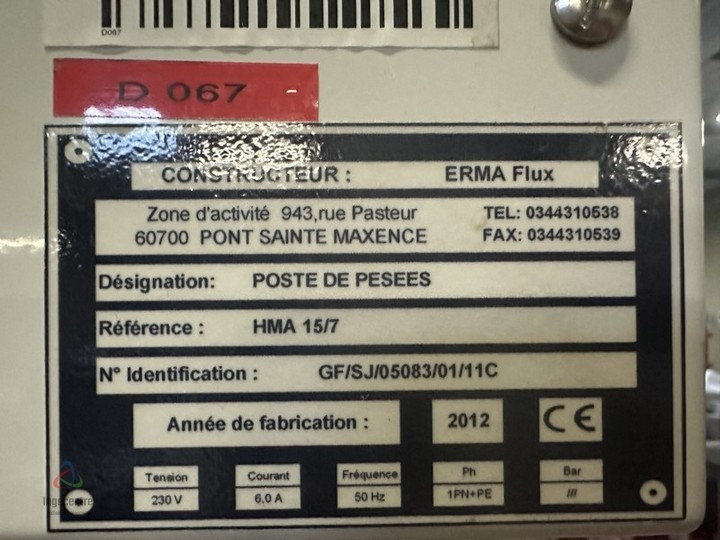 D067
D 067
CONSTRUCTEUR : ERMA Flux
Zone d'activité 943,rue Pasteur TEL: 0344310538
60700 PONT SAINTE MAXENCE FAX: 0344310539
Désignation: POSTE DE PESEES
Référence : HMA 15/7
N° Identification : GF/SJ/05083/01/11C
Année de fabrication : 2012 CE
Tension Courant Fréquence Ph Bar
230 V 6,0 A 50 Hz 1PN+PE ///